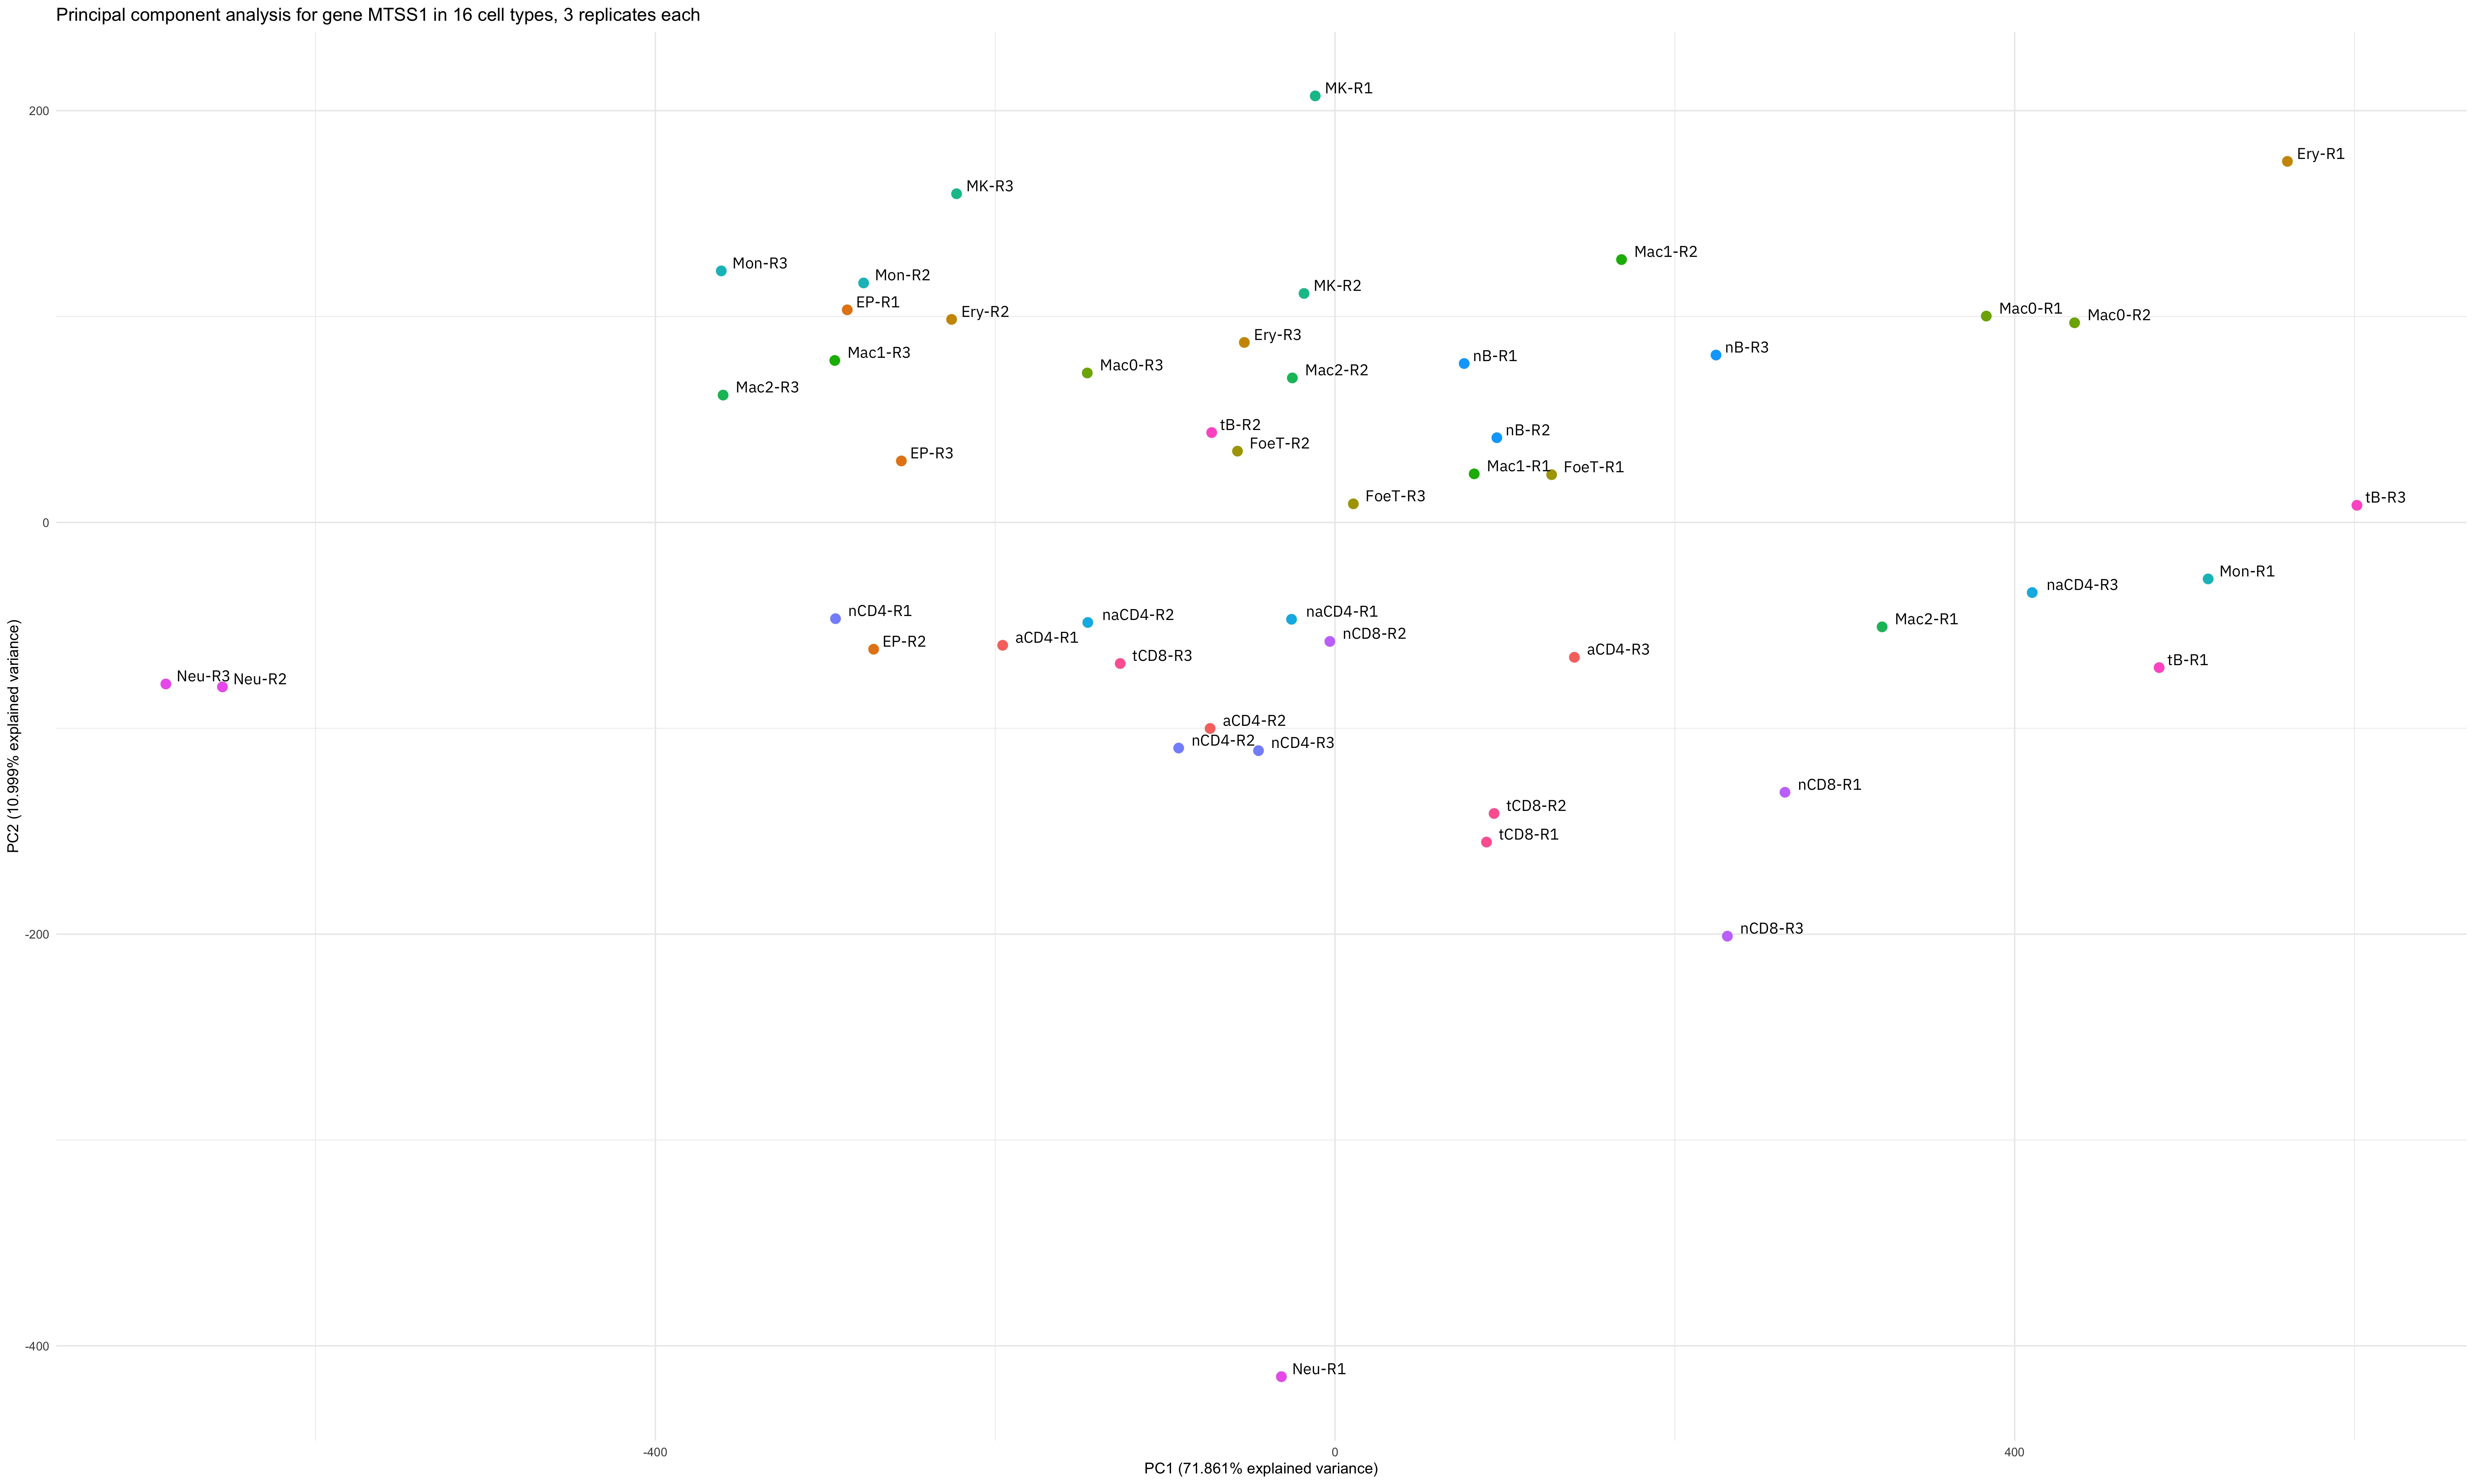 Principal component analysis for gene MTSS1 in 16 cell types, 3 replicates each
MK-R1
200
Ery-R1
MK-R3
Mac1-R2
Mon-R3
Mon-R2
MK-R2
EP-R1
Ery-R2
Mac0-R1
Mac0-R2
Ery-R3
nB-R3
Mac1-R3
nB-R1
Mac0-R3
Mac2-R2
Mac2-R3
tB-R2
nB-R2
FoeT-R2
EP-R3
Mac1-R1
FoeT-R1
FoeT-R3
tB-R3
0
Mon-R1
naCD4-R3
nCD4-R1
naCD4-R2
naCD4-R1
Mac2-R1
nCD8-R2
EP-R2
aCD4-R1
aCD4-R3
tCD8-R3
tB-R1
Neu-R3
Neu-R2
aCD4-R2
nCD4-R2
nCD4-R3
nCD8-R1
tCD8-R2
tCD8-R1
nCD8-R3
-200
-400
Neu-R1
PC2 (10.999% explained variance)
-400
0
400
PC1 (71.861% explained variance)